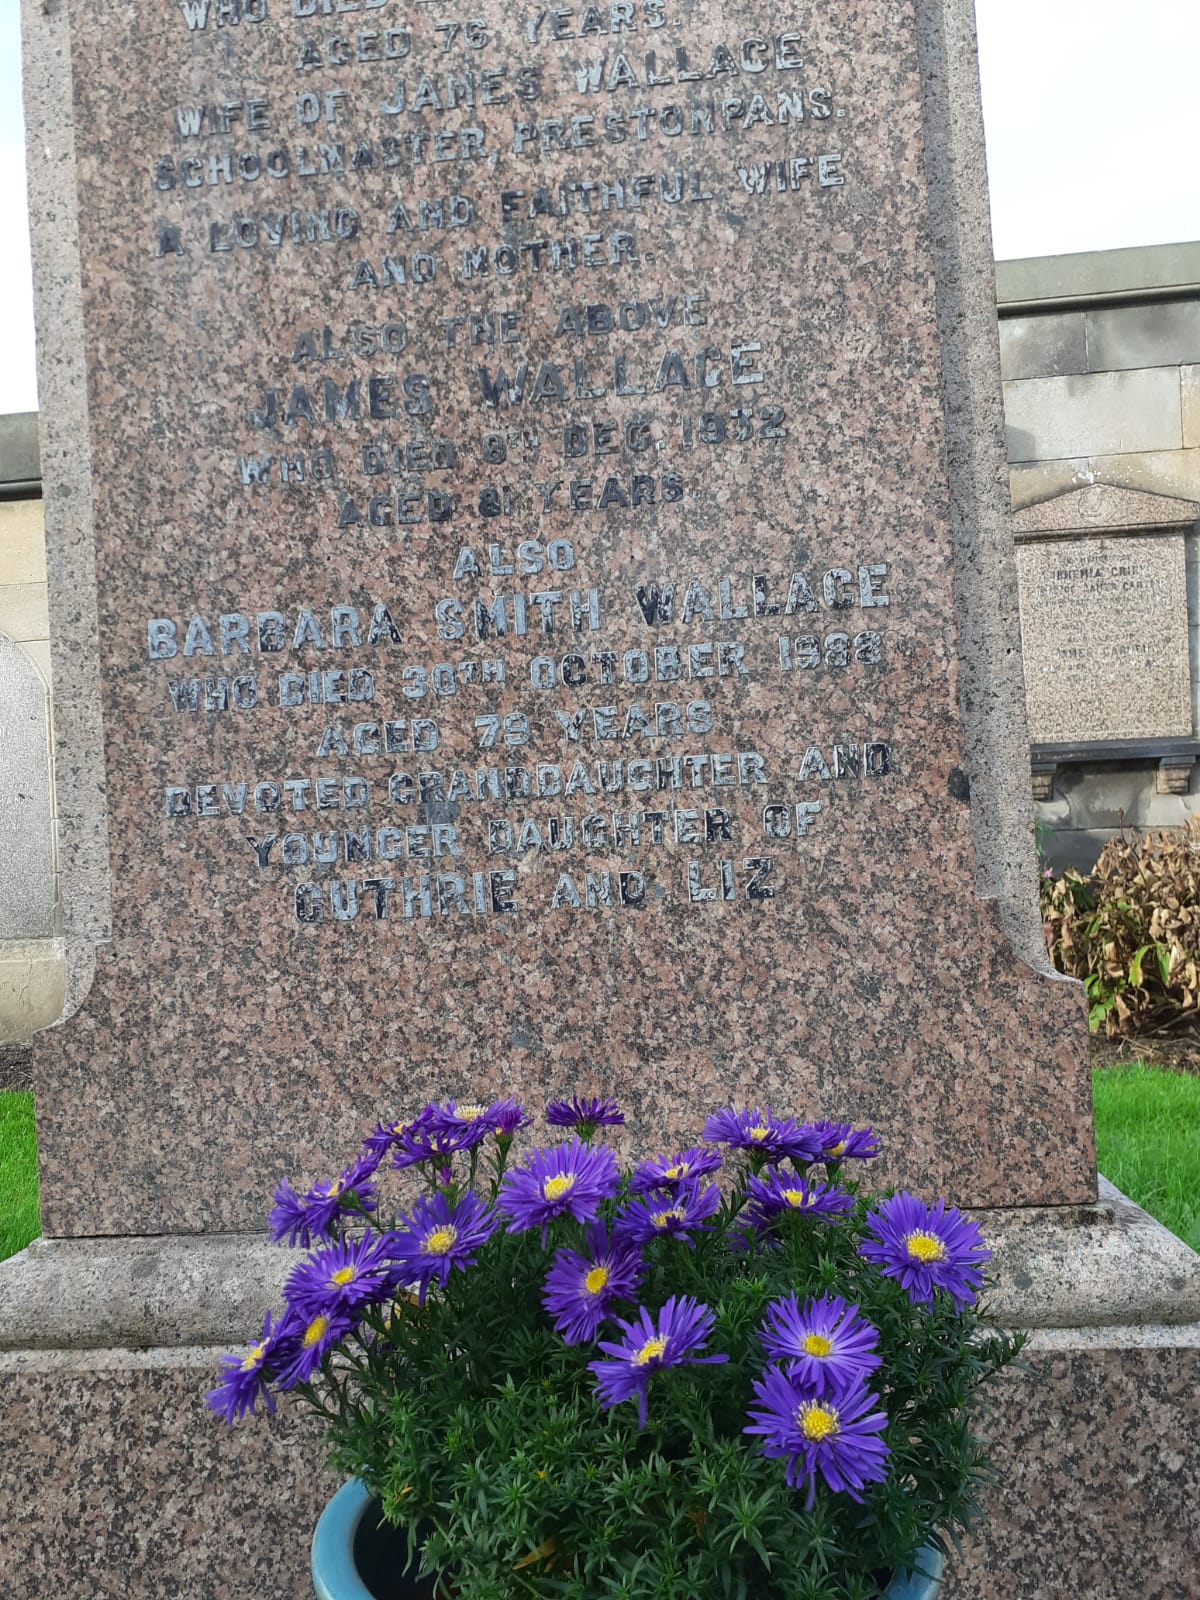 WHO DIED
AGED 76 YEARS.
WIFE OF JAMES WALLACE
SCHOOLMASTER, PRESTONPANS.
A LOVING AND FAITHFUL WIFE
AND MOTHER.
ALSO THE ABOVE
JAMES WALLACE
WHO DIED 8TH DEC. 1932
AGED 81 YEARS.
ALSO
BARBARA SMITH WALLACE
WHO DIED 30TH OCTOBER 1988
AGED 79 YEARS
DEVOTED GRANDDAUGHTER AND
YOUNGER DAUGHTER OF
GUTHRIE AND LIZ